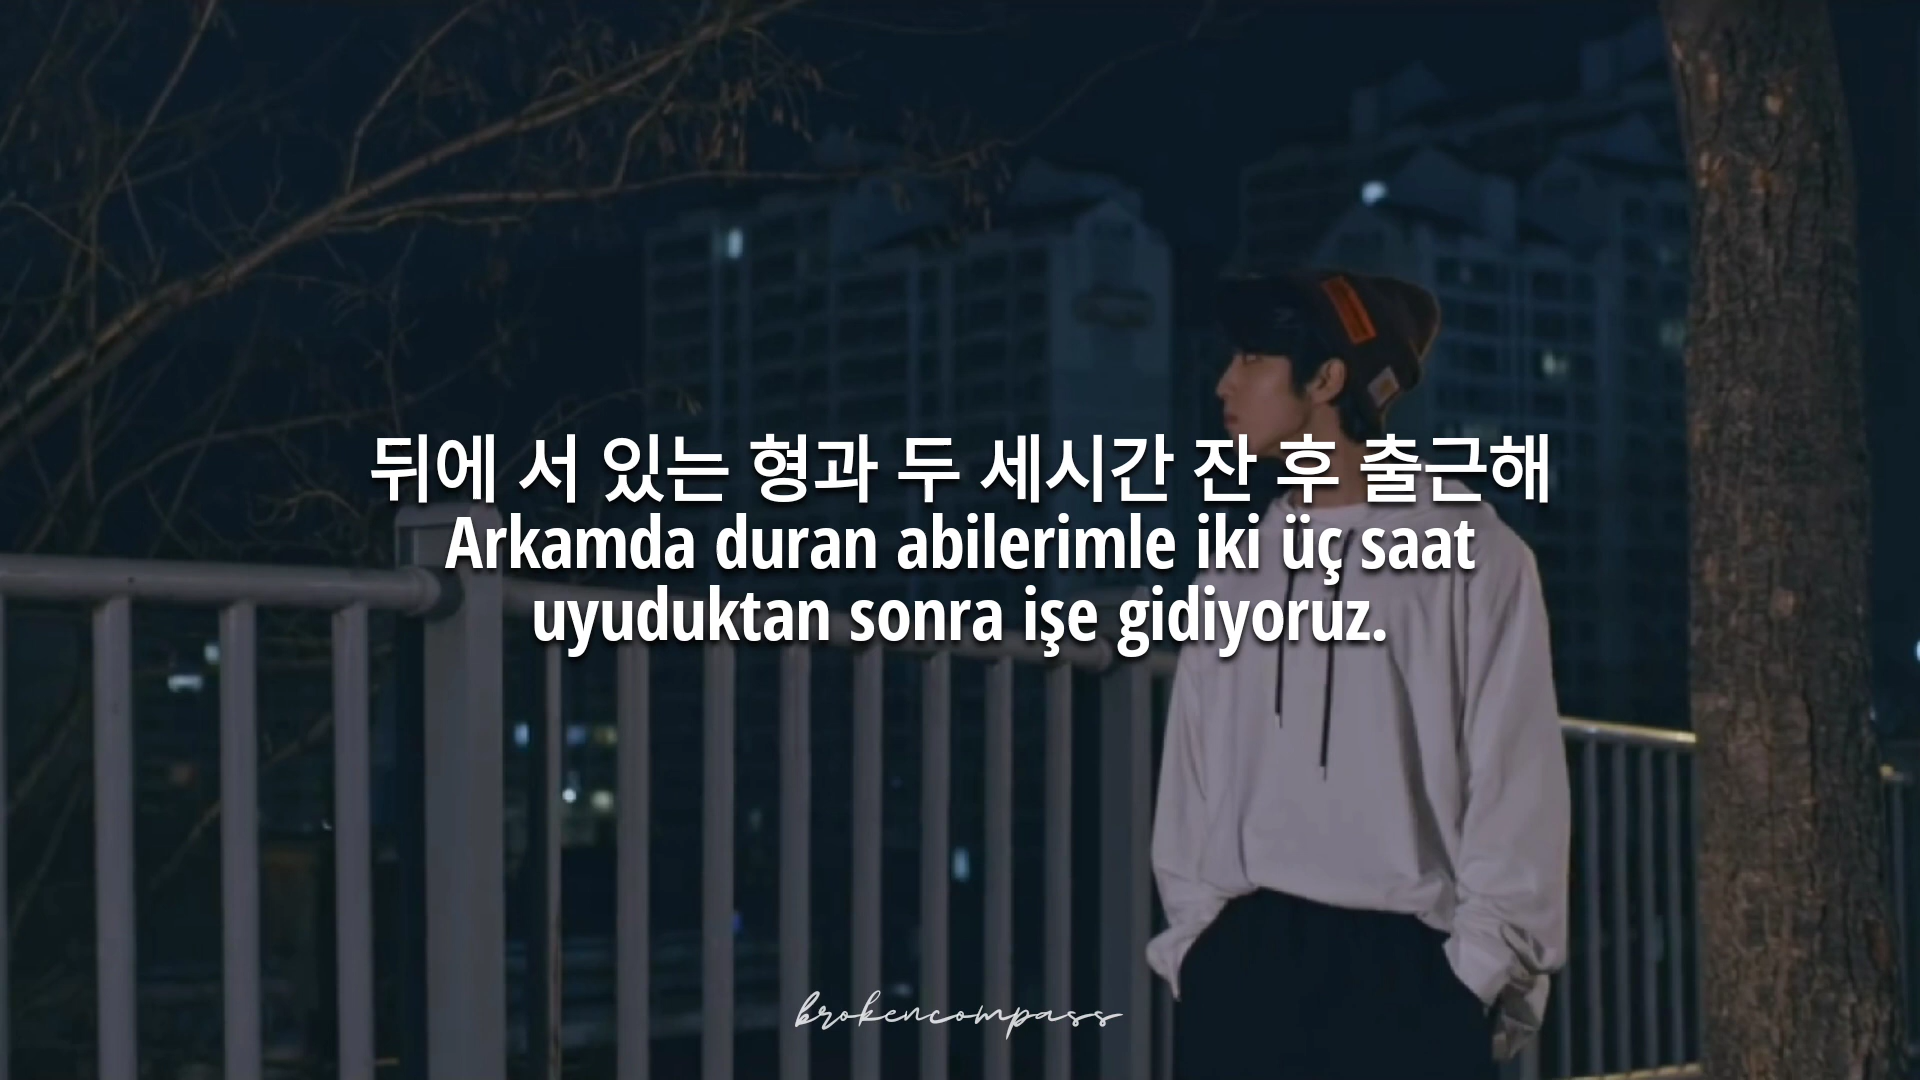 뒤에 서 있는 형과 두 세시간 잔 후 출근해
Arkamda duran abilerimle iki üç saat
uyuduktan sonra işe gidiyoruz.
brokencompass